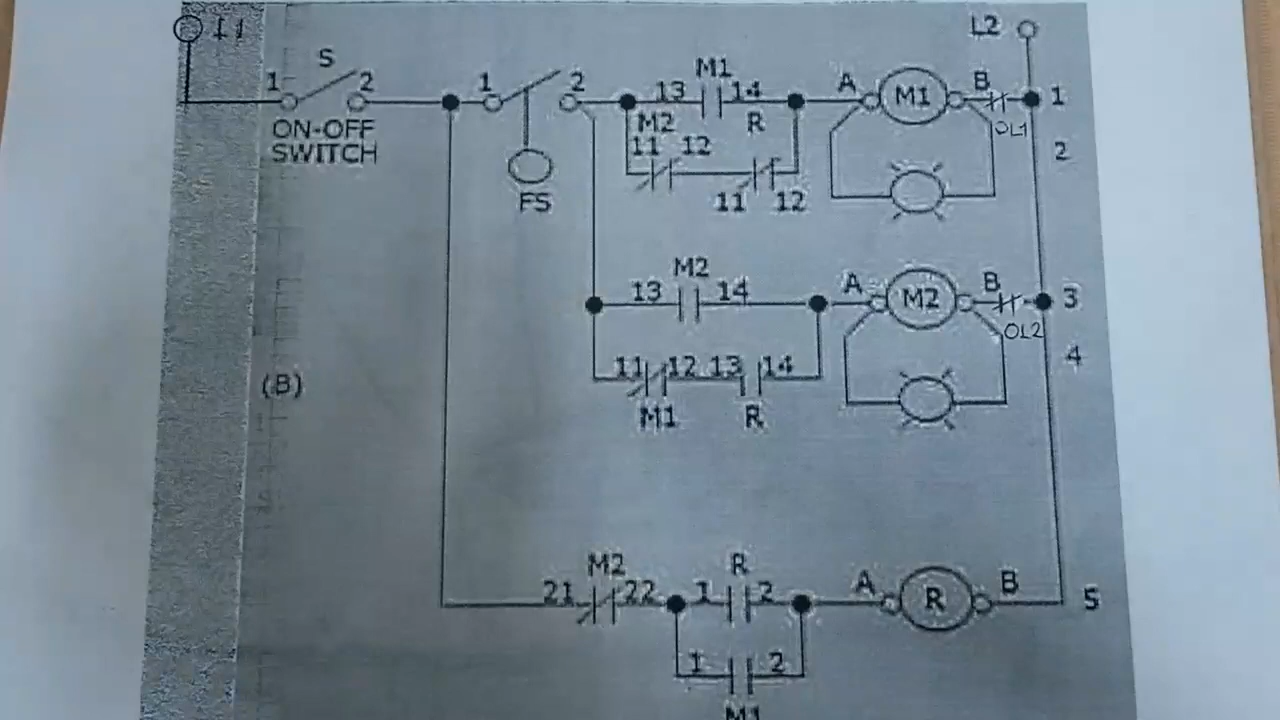 L1
L2
S
1 2
ON-OFF
SWITCH
1 2
FS
M1
13 14
M2 R
11 12
11 12
A M1 B
OL1
1
2
M2
13 14
A M2 B
OL2
3
4
11 12 13 14
M1 R
(B)
M2
21 22
R
1 2
A R B
5
1 2
M1